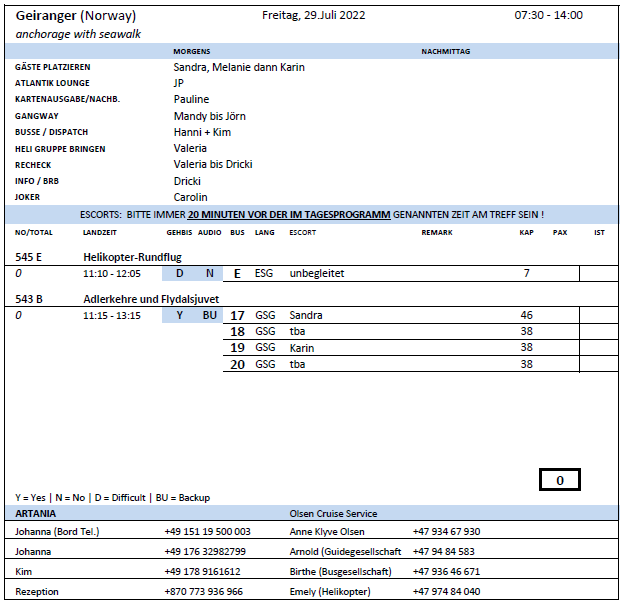 Geiranger (Norway) Freitag, 29.Juli 2022 07:30 - 14:00
anchorage with seawalk
MORGENS NACHMITTAG
GÄSTE PLATZIEREN Sandra, Melanie dann Karin
ATLANTIK LOUNGE JP
KARTENAUSGABE/NACHB. Pauline
GANGWAY Mandy bis Jörn
BUSSE / DISPATCH Hanni + Kim
HELI GRUPPE BRINGEN Valeria
RECHECK Valeria bis Dricki
INFO / BRB Dricki
JOKER Carolin
ESCORTS: BITTE IMMER 20 MINUTEN VOR DER IM TAGESPROGRAMM GENANNTEN ZEIT AM TREFF SEIN !
NO/TOTAL LANDZEIT GEHBIS AUDIO BUS LANG ESCORT REMARK KAP PAX IST
545 E Helikopter-Rundflug
0 11:10 - 12:05 D N E ESG unbegleitet 7
543 B Adlerkehre und Flydalsjuvet
0 11:15 - 13:15 Y BU 17 GSG Sandra 46
18 GSG tba 38
19 GSG Karin 38
20 GSG tba 38
0
Y = Yes | N = No | D = Difficult | BU = Backup
ARTANIA Olsen Cruise Service
Johanna (Bord Tel.) +49 151 19 500 003 Anne Klyve Olsen +47 934 67 930
Johanna +49 176 32982799 Arnold (Guidegesellschaft +47 94 84 583
Kim +49 178 9161612 Birthe (Busgesellschaft) +47 936 46 671
Rezeption +870 773 936 966 Emely (Helikopter) +47 974 84 040